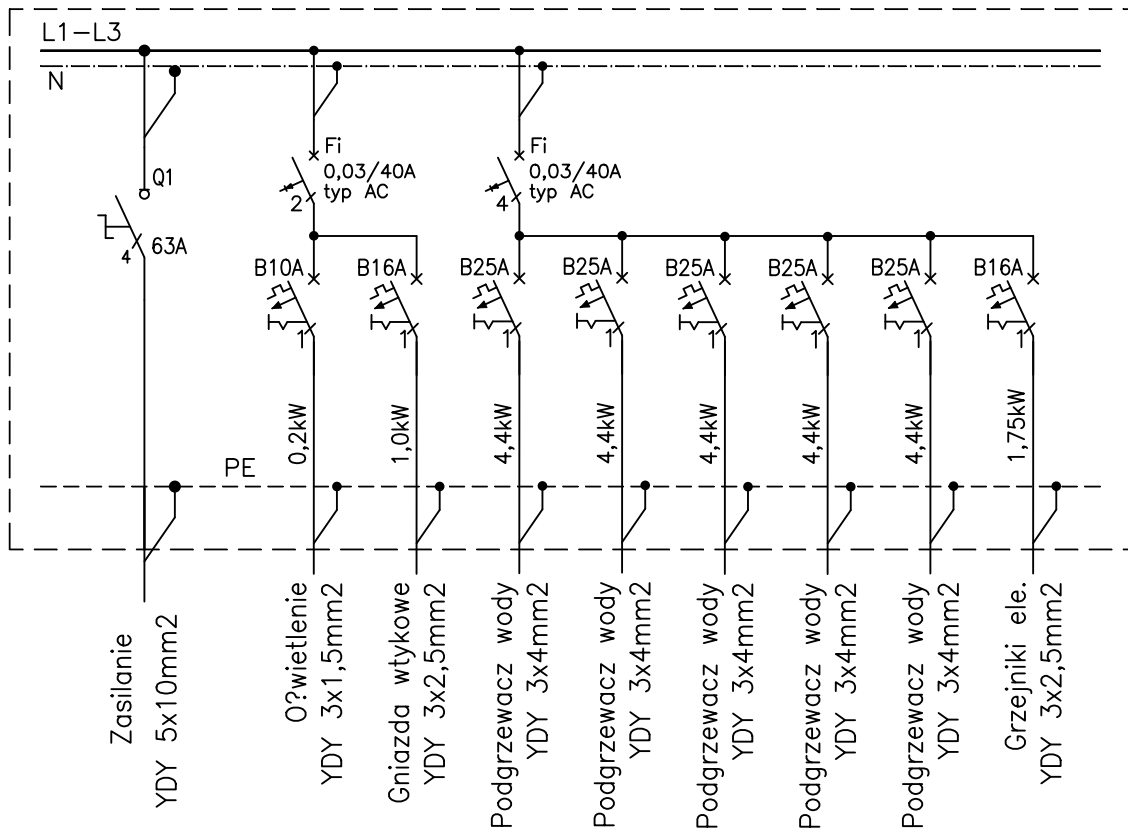 L1-L3
N
Q1
4
63A
Fi
0,03/40A
typ AC
2
Fi
0,03/40A
typ AC
4
B10A
B16A
B25A
B25A
B25A
B25A
B25A
B16A
1
1
1
1
1
1
1
1
0,2kW
1,0kW
4,4kW
4,4kW
4,4kW
4,4kW
4,4kW
1,75kW
PE
Zasilanie
YDY 5x10mm2
O?wietlenie
YDY 3x1,5mm2
Gniazda wtykowe
YDY 3x2,5mm2
Podgrzewacz wody
YDY 3x4mm2
Podgrzewacz wody
YDY 3x4mm2
Podgrzewacz wody
YDY 3x4mm2
Podgrzewacz wody
YDY 3x4mm2
Podgrzewacz wody
YDY 3x4mm2
Grzejniki ele.
YDY 3x2,5mm2